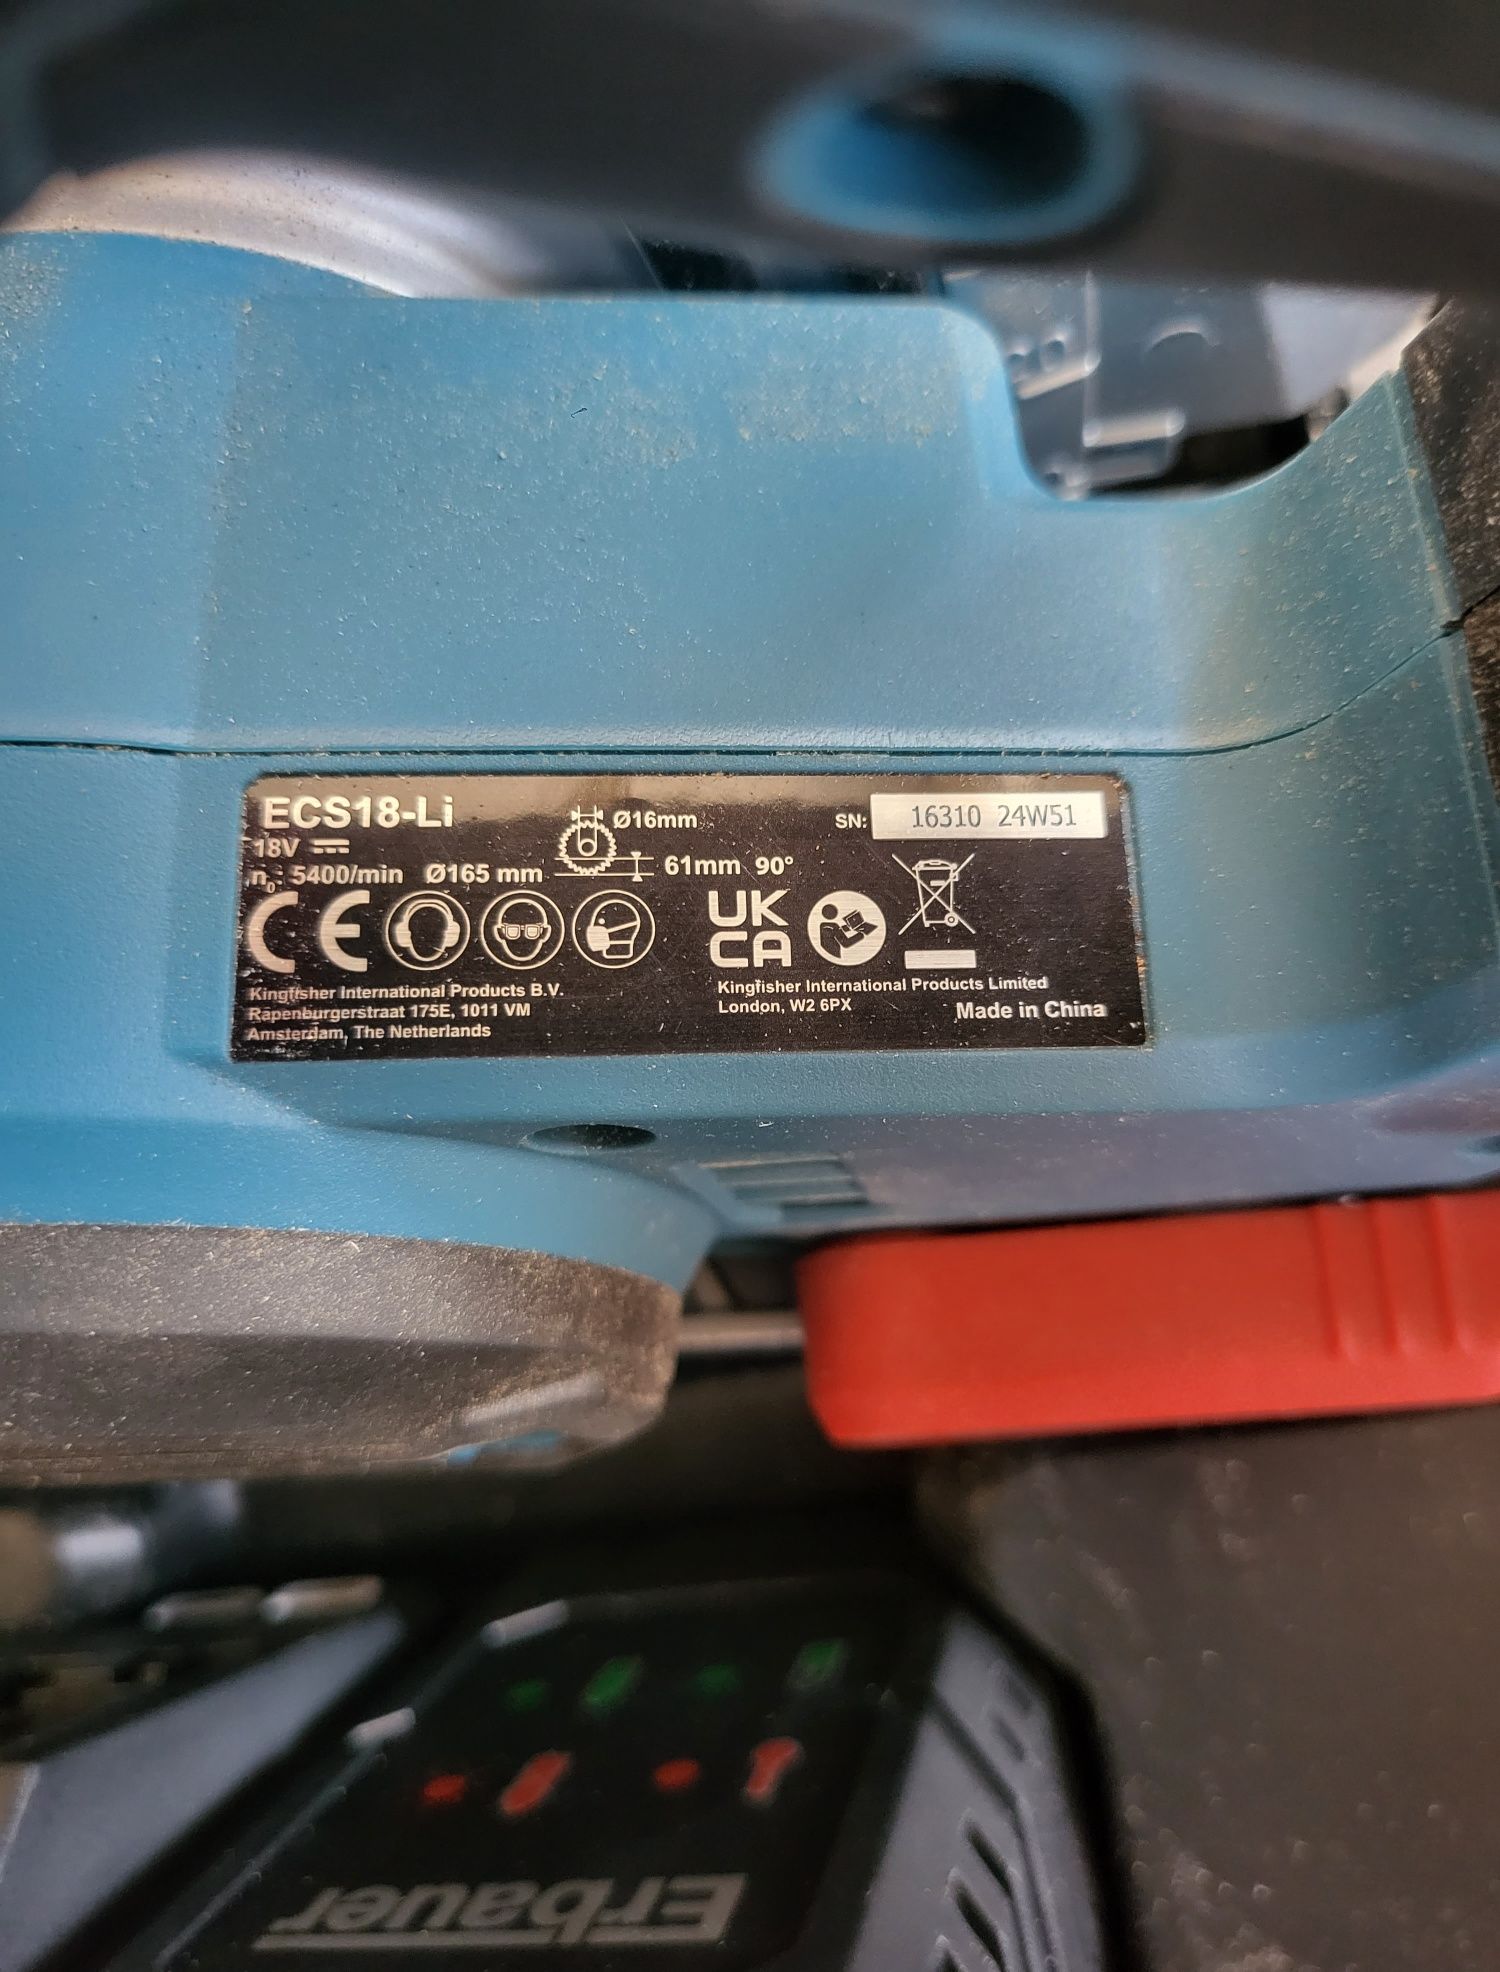 ECS18-Li
18V
n₀: 5400/min Ø165 mm
Ø16mm
61mm 90°
SN: 16310 24W51
CE
UK
CA
Kingfisher International Products B.V.
Rapenburgerstraat 175E, 1011 VM
Amsterdam, The Netherlands
Kingfisher International Products Limited
London, W2 6PX
Made in China
Erbauer